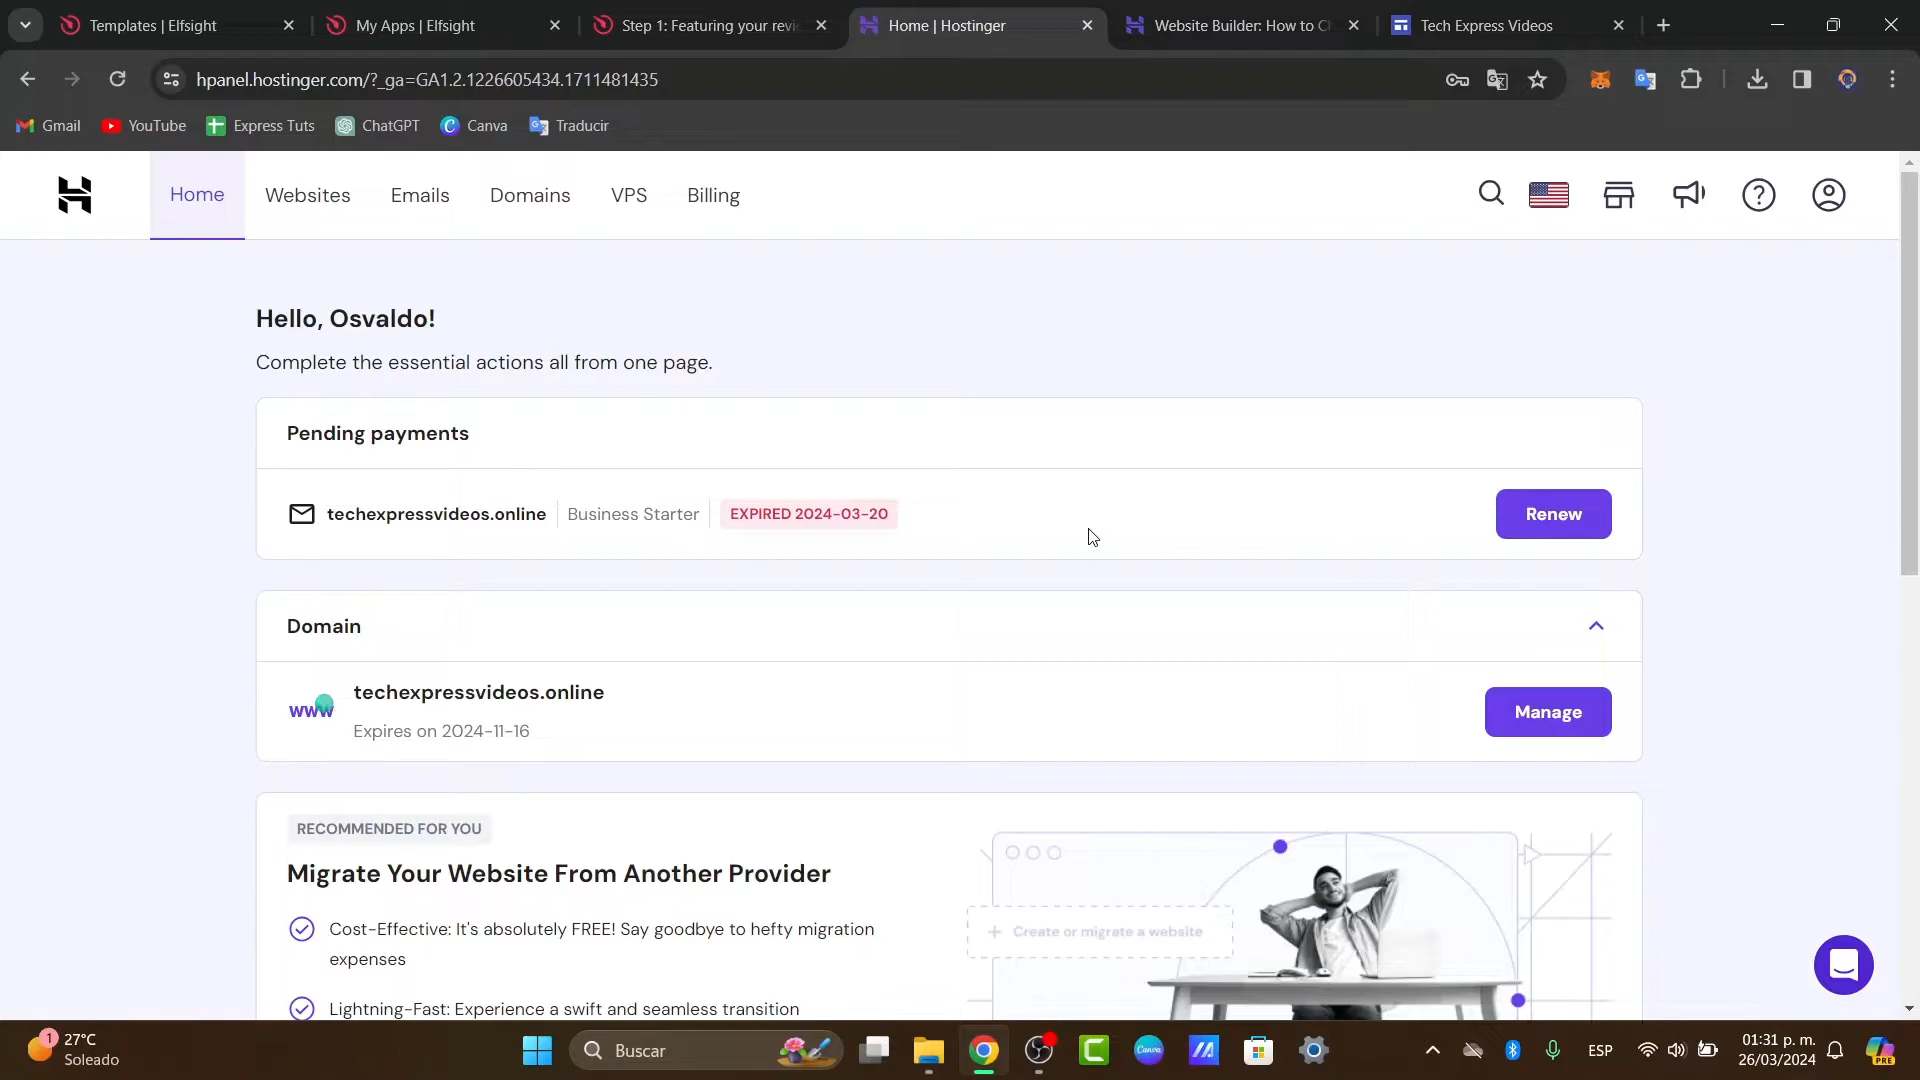 Templates | Elfsight
My Apps | Elfsight
Step 1: Featuring your revi
Home | Hostinger
Website Builder: How to Cl
Tech Express Videos
hpanel.hostinger.com/?_ga=GA1.2.1226605434.1711481435
Gmail
YouTube
Express Tuts
ChatGPT
Canva
Traducir
Home
Websites
Emails
Domains
VPS
Billing
Hello, Osvaldo!
Complete the essential actions all from one page.
Pending payments
techexpressvideos.online
Business Starter
EXPIRED 2024-03-20
Renew
Domain
www
techexpressvideos.online
Expires on 2024-11-16
Manage
RECOMMENDED FOR YOU
Migrate Your Website From Another Provider
Cost-Effective: It's absolutely FREE! Say goodbye to hefty migration
expenses
Lightning-Fast: Experience a swift and seamless transition
+ Create or migrate a website
1
27°C
Soleado
Buscar
Canva
ESP
01:31 p. m.
26/03/2024
PRE